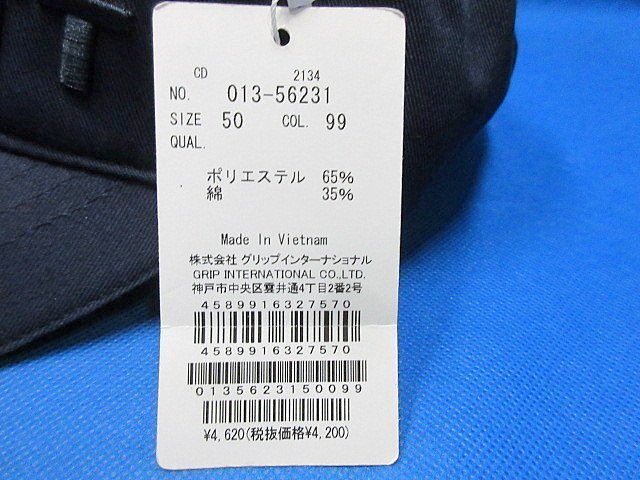 CD 2134
NO. 013-56231
SIZE 50 COL. 99
QUAL.
ポリエステル 65%
綿 35%
Made In Vietnam
株式会社 グリップインターナショナル
GRIP INTERNATIONAL CO.,LTD.
神戸市中央区雲井通4丁目2番2号
4589916327570
4589916327570
0135623150099
¥4,620(税抜価格¥4,200)